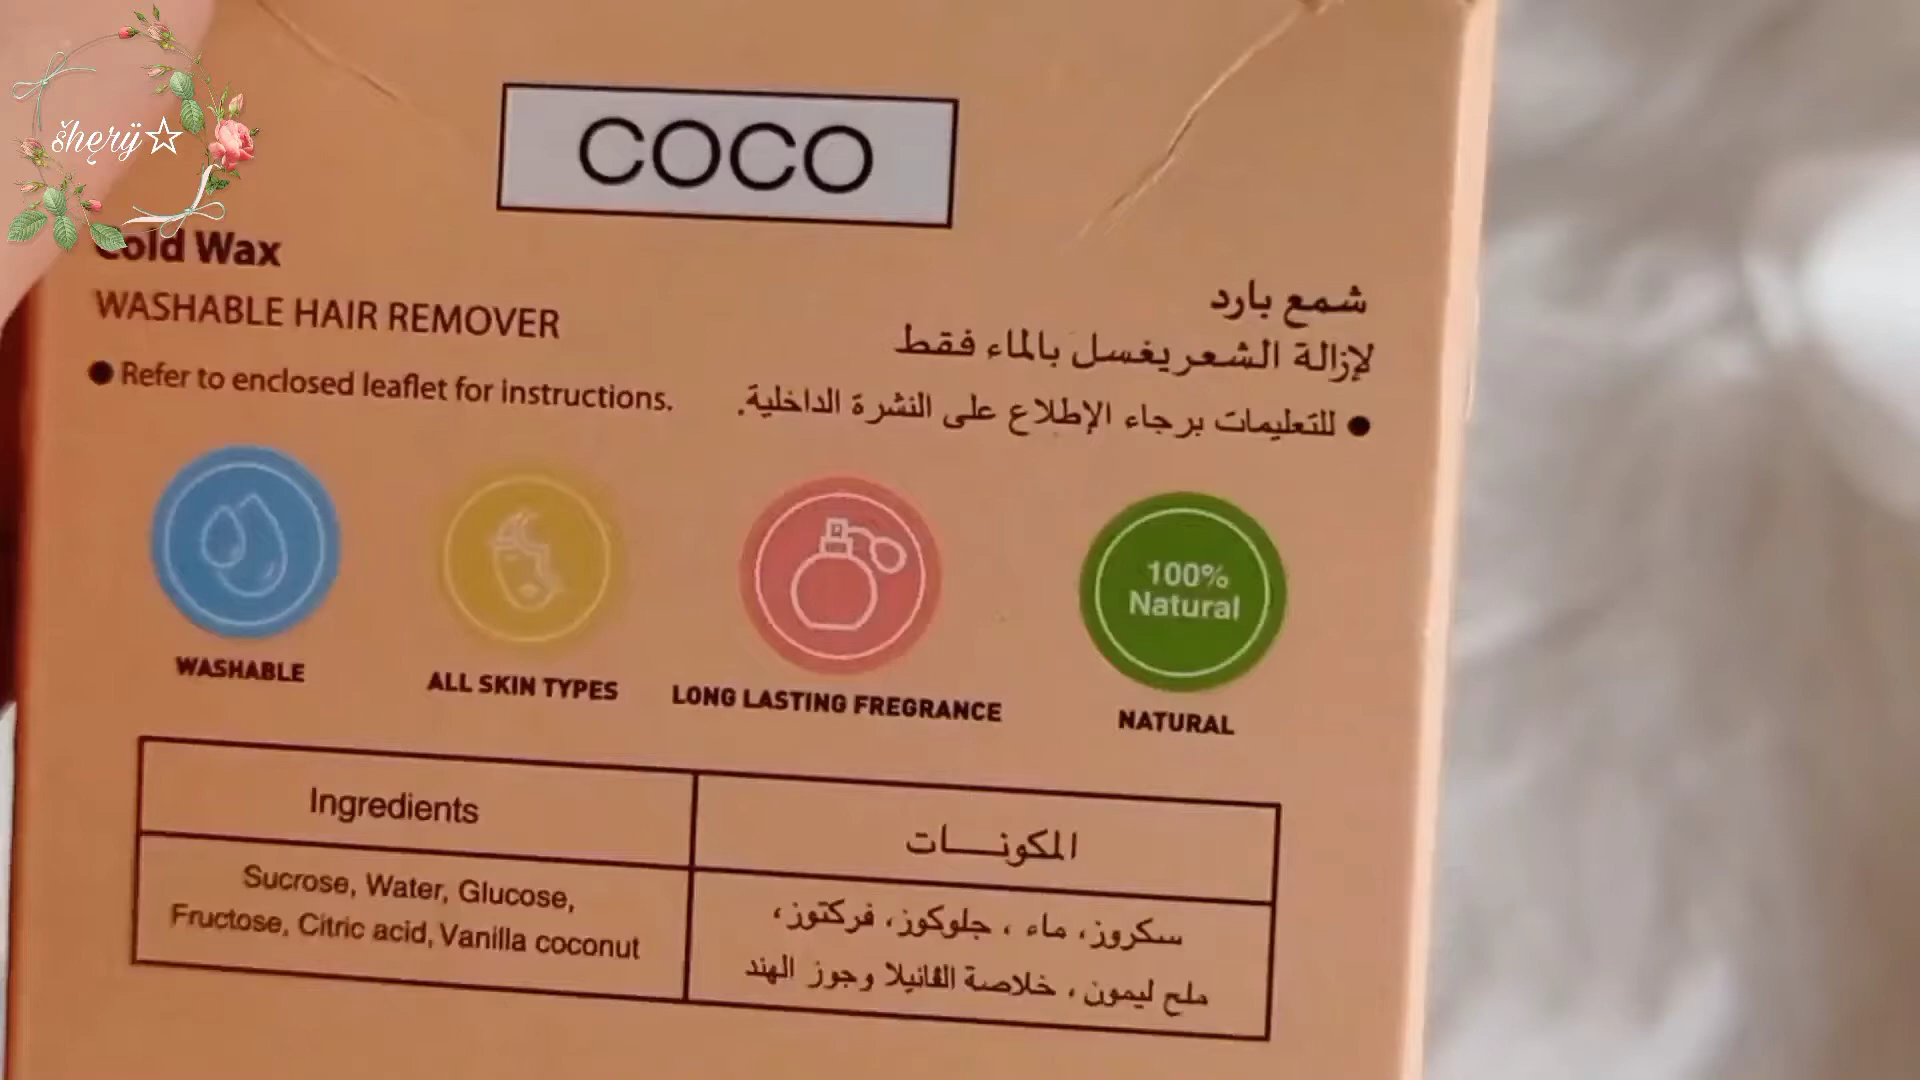 šhęrÿ☆
COCO
Cold Wax
WASHABLE HAIR REMOVER
● Refer to enclosed leaflet for instructions.
شمع بارد
لإزالة الشعر يغسل بالماء فقط
● للتعليمات برجاء الإطلاع على النشرة الداخلية.
100%
Natural
WASHABLE
ALL SKIN TYPES
LONG LASTING FREGRANCE
NATURAL
Ingredients
Sucrose, Water, Glucose,
Fructose, Citric acid, Vanilla coconut
المكونـــات
سكروز، ماء ، جلوكوز، فركتوز،
ملح ليمون ، خلاصة الڤانيلا وجوز الهند